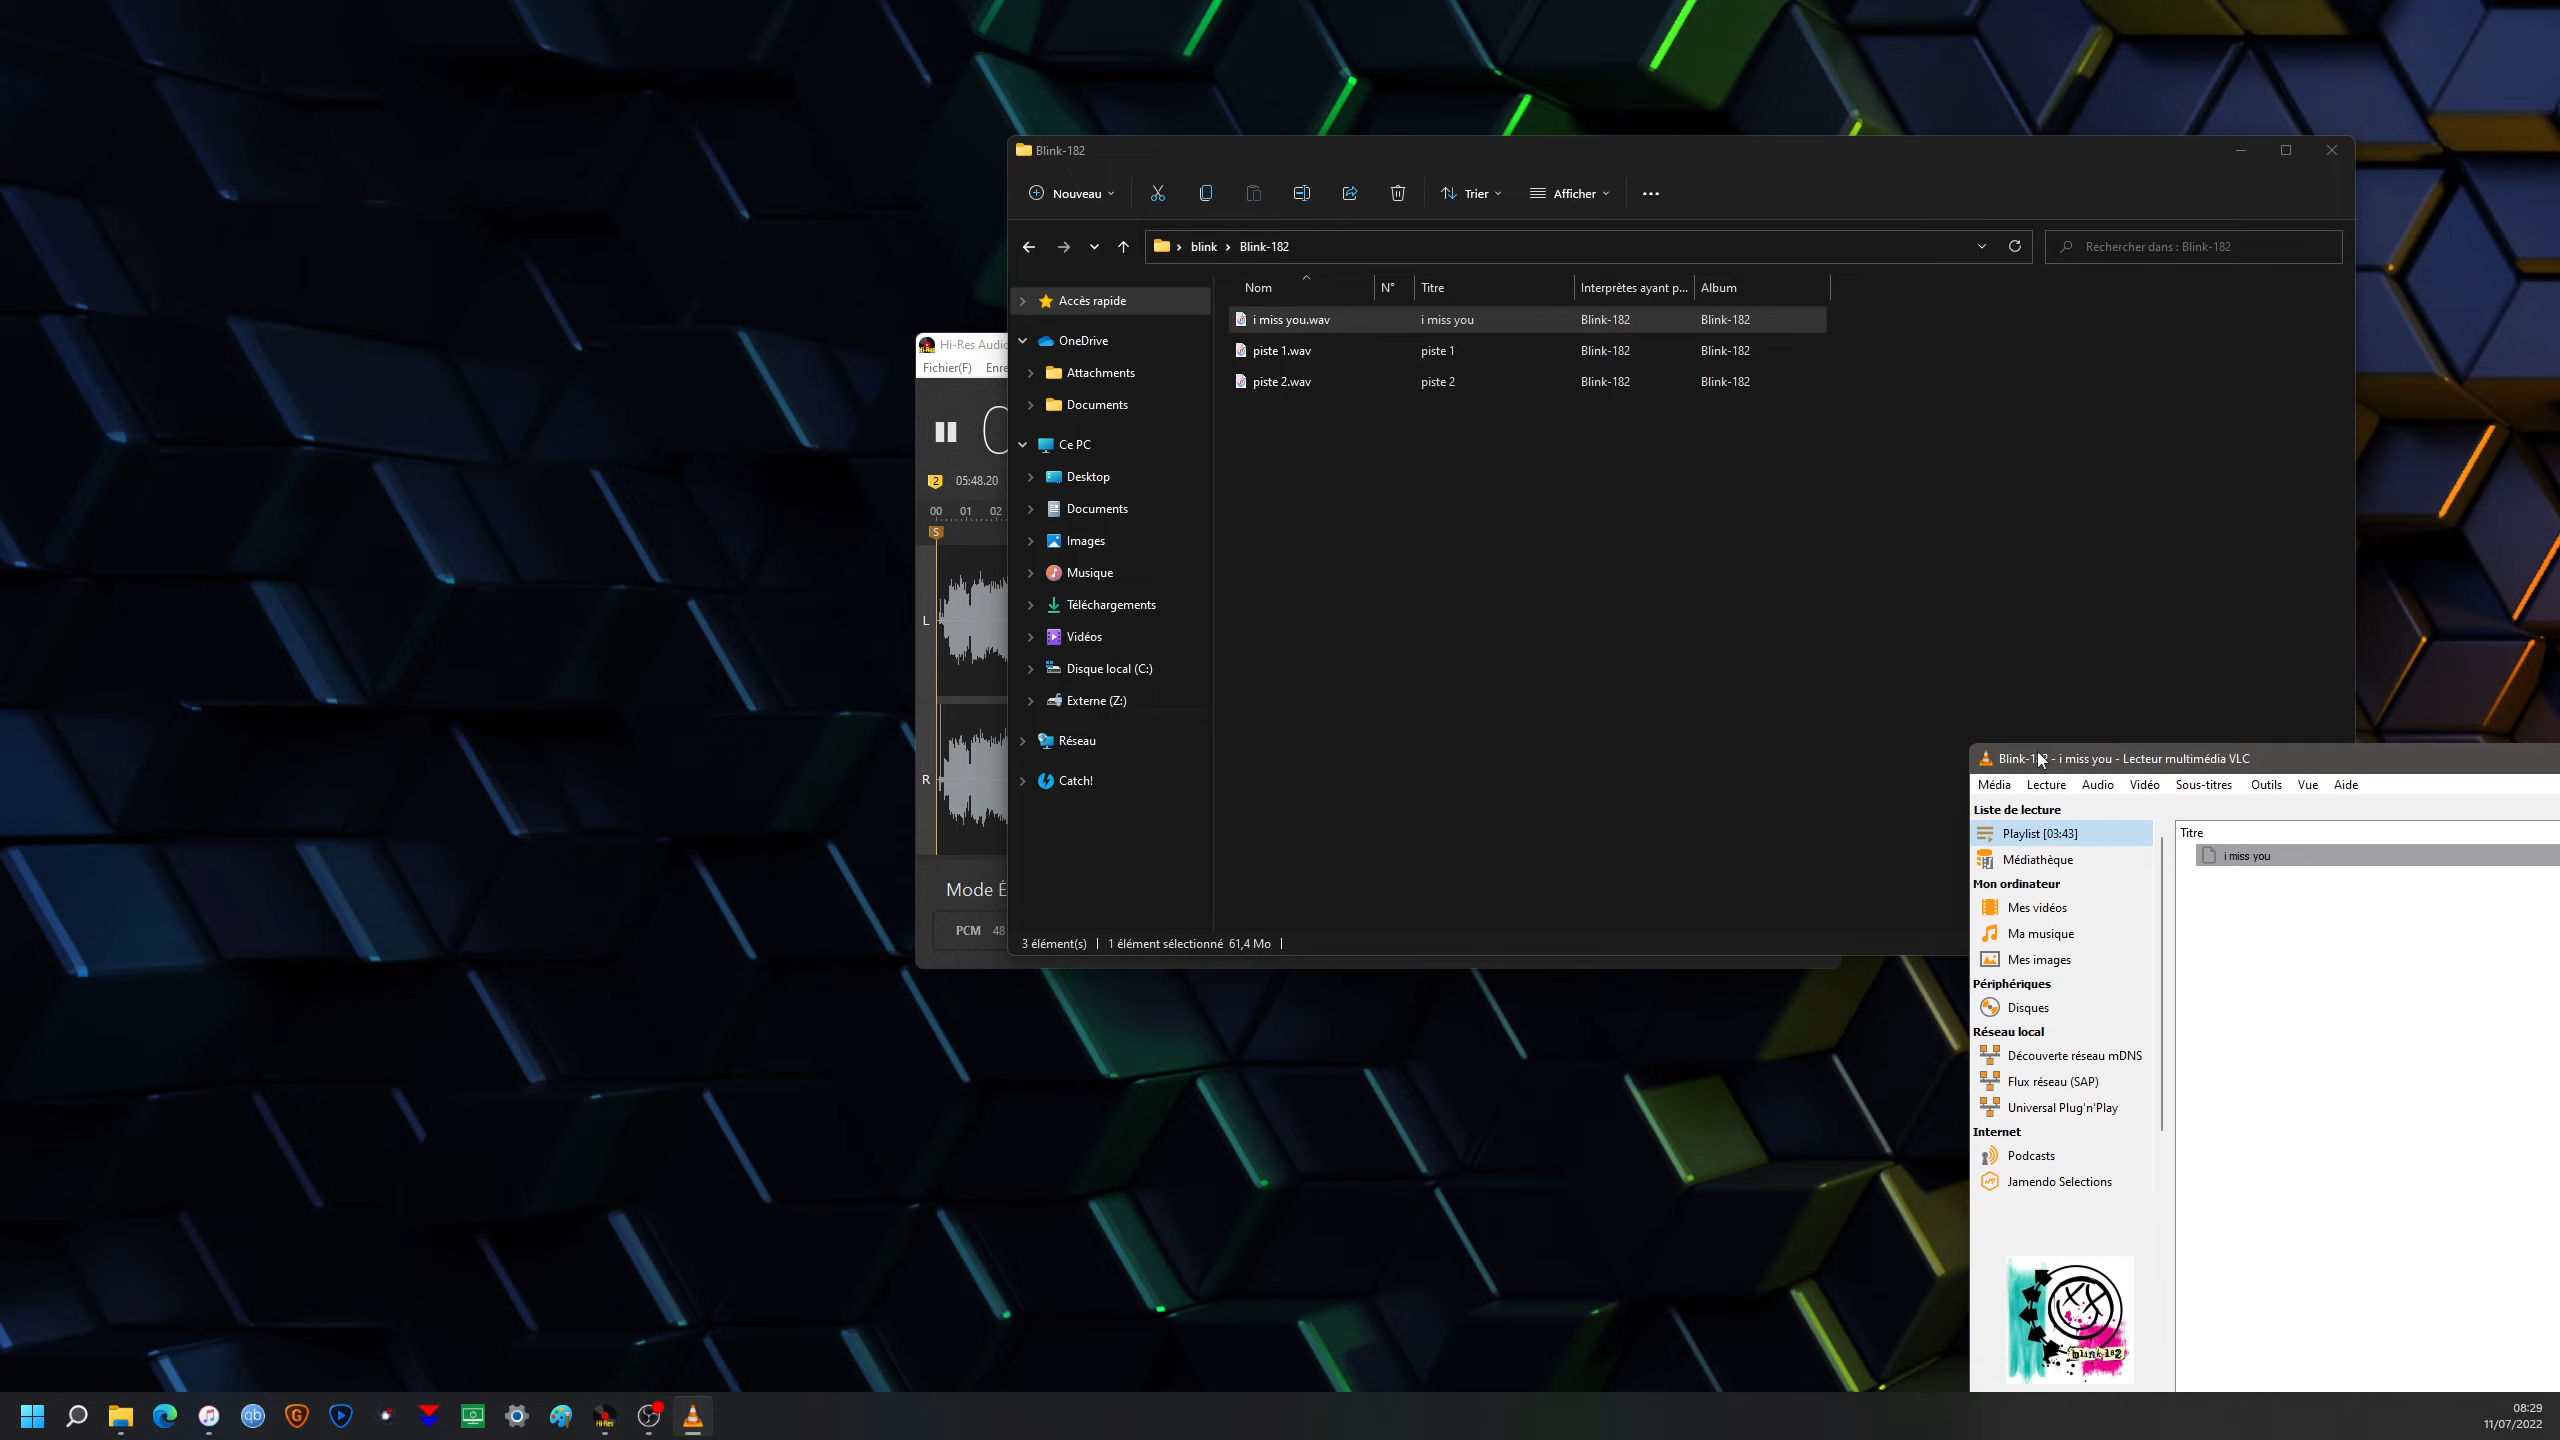 Blink-182
Nouveau
Trier
Afficher
blink
Blink-182
Rechercher dans : Blink-182
Nom
N°
Titre
Interprètes ayant p...
Album
i miss you.wav
i miss you
Blink-182
Blink-182
piste 1.wav
piste 1
Blink-182
Blink-182
piste 2.wav
piste 2
Blink-182
Blink-182
Accès rapide
OneDrive
Attachments
Documents
Ce PC
Desktop
Documents
Images
Musique
Téléchargements
Vidéos
Disque local (C:)
Externe (Z:)
Réseau
Catch!
3 élément(s)
1 élément sélectionné 61,4 Mo
Hi-Res Audio
Fichier(F)
2
05:48.20
00 01 02
S
L
R
PCM 48
Mode
- i miss you - Lecteur multimédia VLC
Média Lecture Audio Vidéo Sous-titres Outils Vue Aide
Liste de lecture
Playlist [03:43]
Médiathèque
Mon ordinateur
Mes vidéos
Ma musique
Mes images
Périphériques
Disques
Réseau local
Découverte réseau mDNS
Flux réseau (SAP)
Universal Plug'n'Play
Internet
Podcasts
Jamendo Selections
Titre
i miss you
blink-182
qb
Hi-Res
08:29
11/07/2022